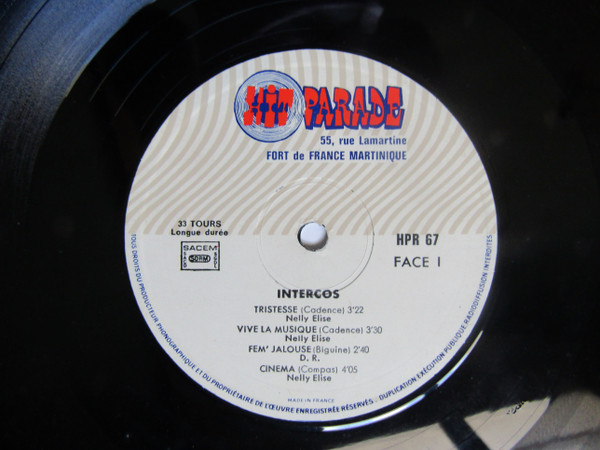 HIT PARADE
55, rue Lamartine
FORT de FRANCE MARTINIQUE
33 TOURS
Longue durée
SACEM
SDRM
HPR 67
FACE I
INTERCOS
TRISTESSE (Cadence) 3'22
Nelly Elise
VIVE LA MUSIQUE (Cadence) 3'30
Nelly Elise
FEM' JALOUSE (Biguine) 2'40
D. R.
CINEMA (Compas) 4'05
Nelly Elise
MADE IN FRANCE
TOUS DROITS DU PRODUCTEUR PHONOGRAPHIQUE ET DU PROPRIÉTAIRE DE L'ŒUVRE ENREGISTRÉE RÉSERVÉS - DUPLICATION EXÉCUTION PUBLIQUE RADIODIFFUSION INTERDITES